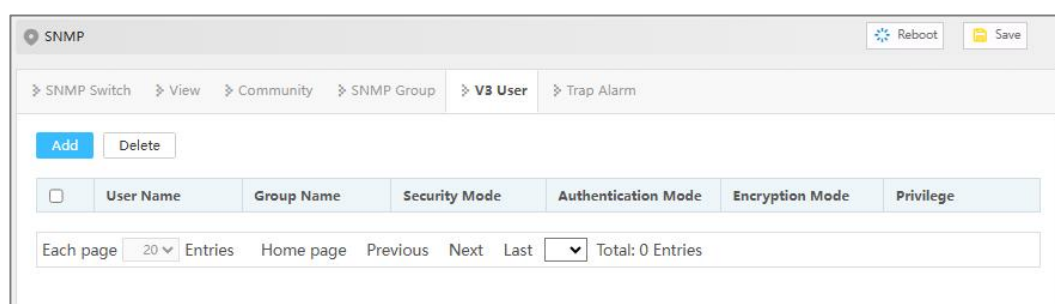 SNMP Reboot Save
SNMP Switch View Community SNMP Group V3 User Trap Alarm
Add Delete
User Name Group Name Security Mode Authentication Mode Encryption Mode Privilege
Each page 20 Entries Home page Previous Next Last Total: 0 Entries